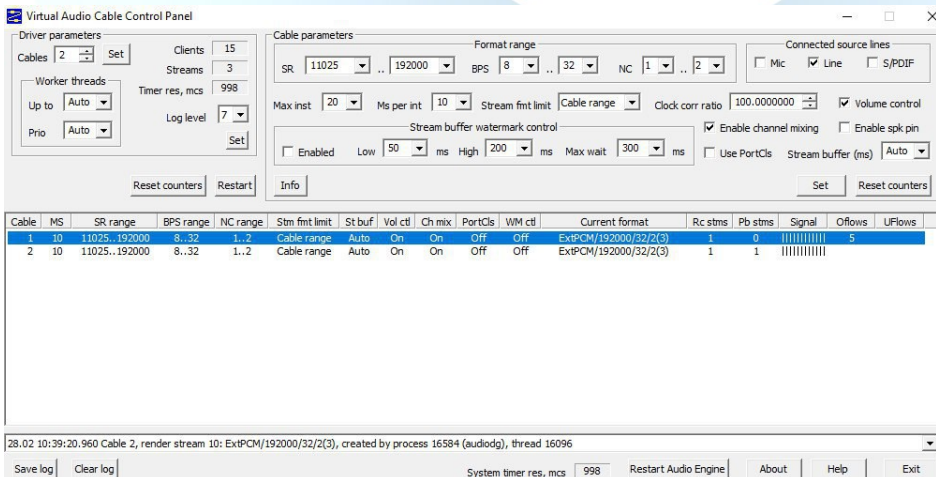 Virtual Audio Cable Control Panel
Driver parameters
Cables 2 Set
Clients 15
Streams 3
Timer res, mcs 998
Worker threads
Up to Auto
Prio Auto
Log level 7
Set
Reset counters Restart
Cable parameters
Format range
SR 11025 .. 192000 BPS 8 .. 32 NC 1 .. 2
Connected source lines
Mic Line S/PDIF
Max inst 20 Ms per int 10 Stream fmt limit Cable range Clock corr ratio 100.0000000 Volume control
Stream buffer watermark control
Enabled Low 50 ms High 200 ms Max wait 300 ms
Enable channel mixing Enable spk pin
Use PortCls Stream buffer (ms) Auto
Info Set Reset counters
Cable MS SR range BPS range NC range Stm fmt limit St buf Vol ctl Ch mix PortCls WM ctl Current format Rc stms Pb stms Signal Oflows UFlows
1 10 11025..192000 8..32 1..2 Cable range Auto On On Off Off ExtPCM/192000/32/2(3) 1 0 |||||||||||| 5
2 10 11025..192000 8..32 1..2 Cable range Auto On On Off Off ExtPCM/192000/32/2(3) 1 1 ||||||||||||
28.02 10:39:20.960 Cable 2, render stream 10: ExtPCM/192000/32/2(3), created by process 16584 (audiodg), thread 16096
Save log Clear log System timer res, mcs 998 Restart Audio Engine About Help Exit